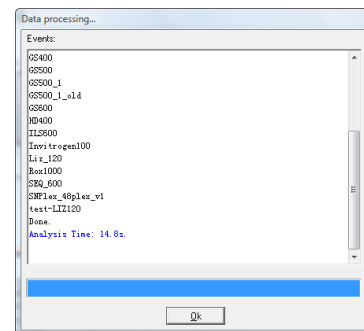 Data processing...
Events:
GS400
GS500
GS500_1
GS500_1_old
GS600
HD400
ILS600
Invitrogen100
Liz_120
Rox1000
SEQ_600
SNPlex_48plex_v1
test-LIZ120
Done.
Analysis Time: 14.8s.
Ok